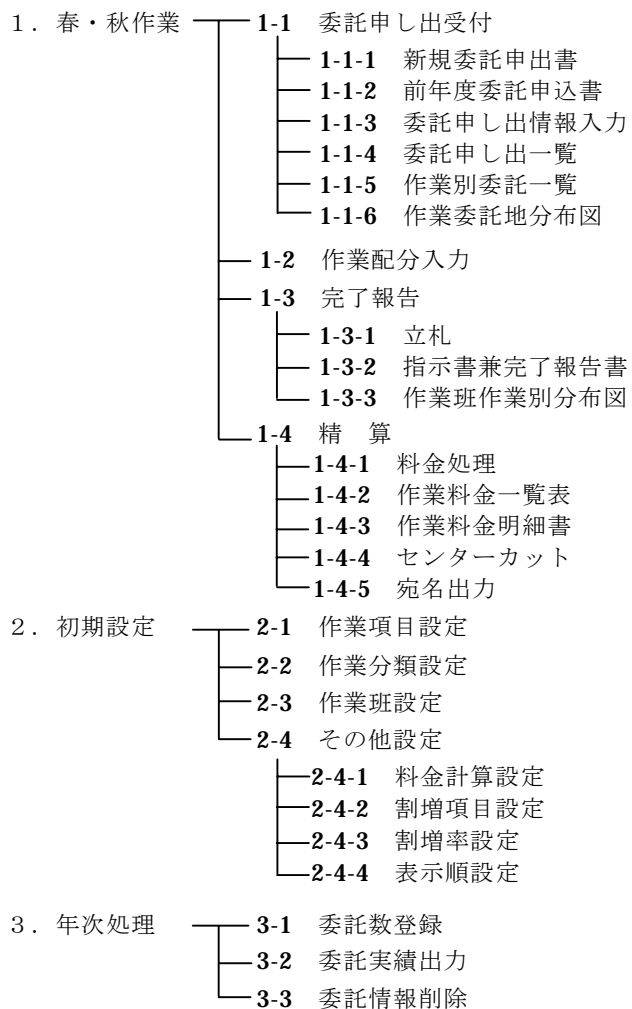 １．春・秋作業 1-1 委託申し出受付
1-1-1 新規委託申出書
1-1-2 前年度委託申込書
1-1-3 委託申し出情報入力
1-1-4 委託申し出一覧
1-1-5 作業別委託一覧
1-1-6 作業委託地分布図
1-2 作業配分入力
1-3 完了報告
1-3-1 立札
1-3-2 指示書兼完了報告書
1-3-3 作業班作業別分布図
1-4 精　算
1-4-1 料金処理
1-4-2 作業料金一覧表
1-4-3 作業料金明細書
1-4-4 センターカット
1-4-5 宛名出力
２．初期設定 2-1 作業項目設定
2-2 作業分類設定
2-3 作業班設定
2-4 その他設定
2-4-1 料金計算設定
2-4-2 割増項目設定
2-4-3 割増率設定
2-4-4 表示順設定
３．年次処理 3-1 委託数登録
3-2 委託実績出力
3-3 委託情報削除